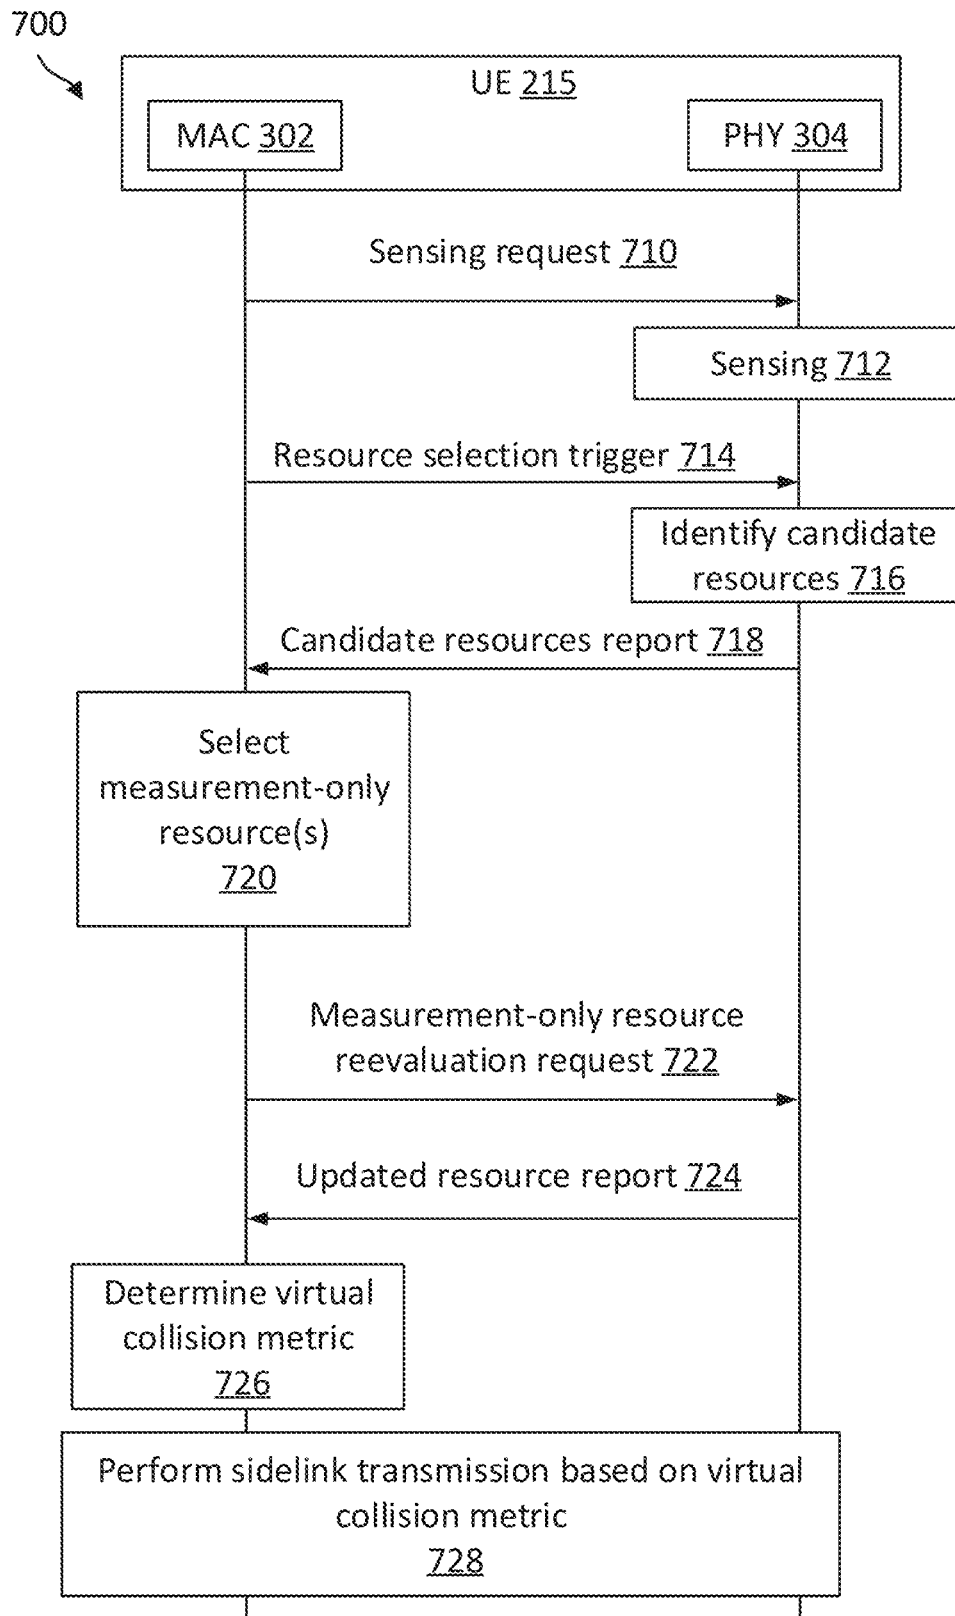 700
UE 215
MAC 302
PHY 304
Sensing request 710
Sensing 712
Resource selection trigger 714
Identify candidate
resources 716
Candidate resources report 718
Select
measurement-only
resource(s)
720
Measurement-only resource
reevaluation request 722
Updated resource report 724
Determine virtual
collision metric
726
Perform sidelink transmission based on virtual
collision metric
728